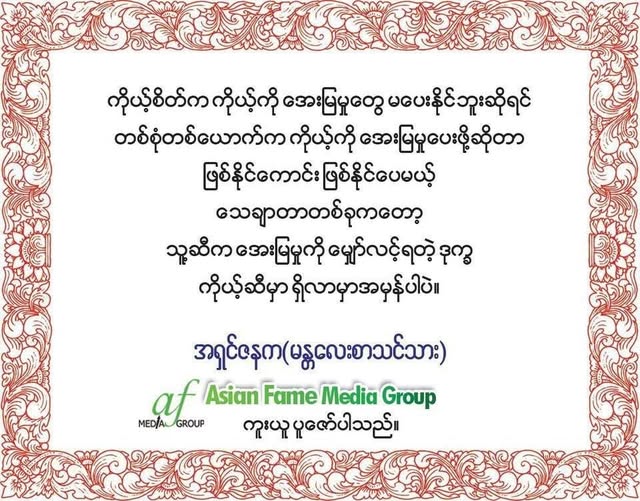 ကိုယ့်စိတ်က ကိုယ့်ကို အေးမြမှုတွေ မပေးနိုင်ဘူးဆိုရင်
တစ်စုံတစ်ယောက်က ကိုယ့်ကို အေးမြမှုပေးဖို့ဆိုတာ
ဖြစ်နိုင်ကောင်း ဖြစ်နိုင်ပေမယ့်
သေချာတာတစ်ခုကတော့
သူ့ဆီက အေးမြမှုကို မျှော်လင့်ရတဲ့ ဒုက္ခ
ကိုယ့်ဆီမှာ ရှိလာမှာအမှန်ပါပဲ။
အရှင်ဇနက(မန္တလေးစာသင်သား)
af Asian Fame Media Group
MEDIA GROUP
ကူးယူ ပူဇော်ပါသည်။